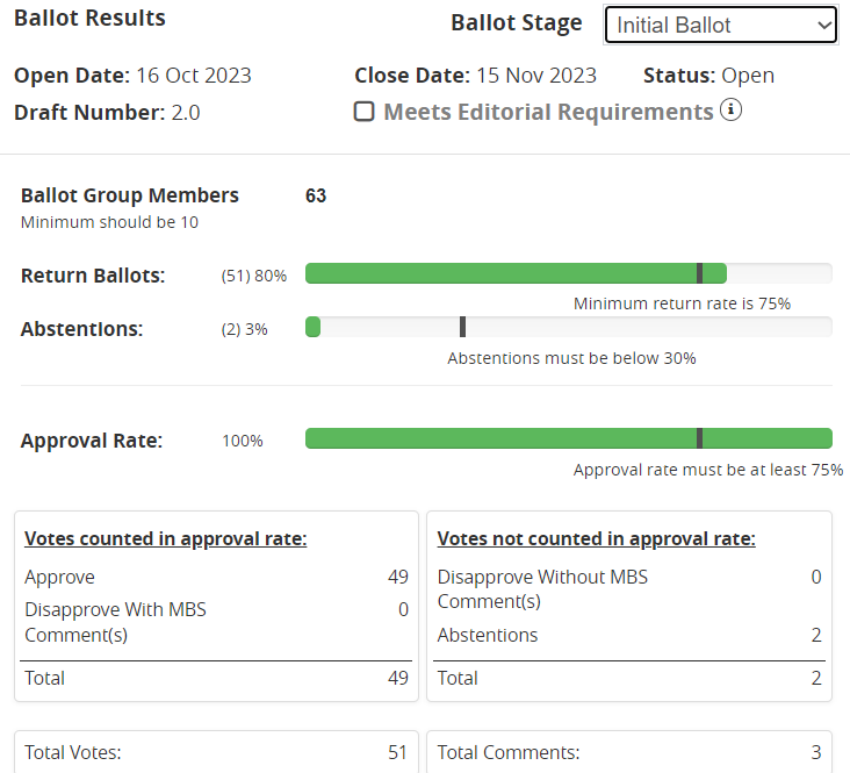 Ballot Results
Ballot Stage Initial Ballot
Open Date: 16 Oct 2023 Close Date: 15 Nov 2023 Status: Open
Draft Number: 2.0 Meets Editorial Requirements
Ballot Group Members 63
Minimum should be 10
Return Ballots: (51) 80%
Minimum return rate is 75%
Abstentions: (2) 3%
Abstentions must be below 30%
Approval Rate: 100%
Approval rate must be at least 75%
Votes counted in approval rate:
Approve 49
Disapprove With MBS 0
Comment(s)
Total 49
Votes not counted in approval rate:
Disapprove Without MBS 0
Comment(s)
Abstentions 2
Total 2
Total Votes: 51
Total Comments: 3